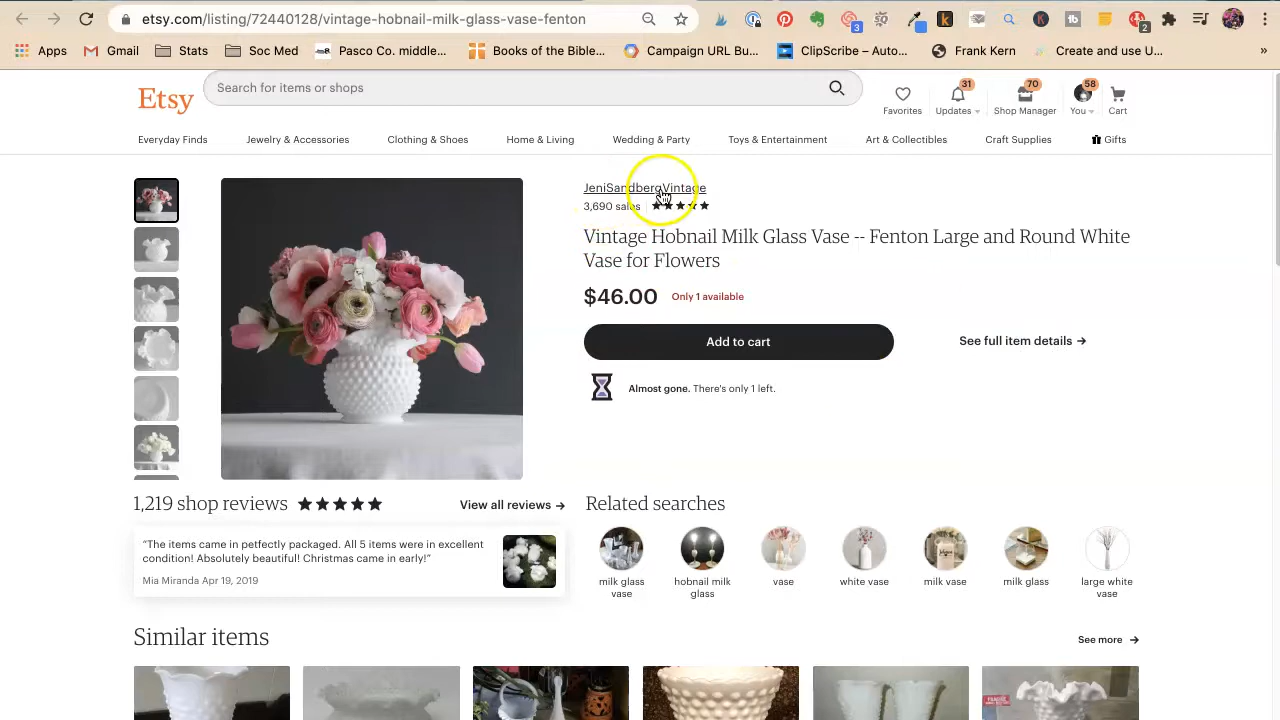 etsy.com/listing/72440128/vintage-hobnail-milk-glass-vase-fenton
3
2
Apps
Gmail
Stats
Soc Med
Pasco Co. middle...
Books of the Bible...
Campaign URL Bu...
ClipScribe – Auto...
Frank Kern
Create and use U...
»
Etsy
Search for items or shops
Favorites
31
Updates
70
Shop Manager
58
You
Cart
Everyday Finds
Jewelry & Accessories
Clothing & Shoes
Home & Living
Wedding & Party
Toys & Entertainment
Art & Collectibles
Craft Supplies
Gifts
JeniSandbergVintage
3,690 sales
Vintage Hobnail Milk Glass Vase -- Fenton Large and Round White
Vase for Flowers
$46.00 Only 1 available
Add to cart
See full item details →
Almost gone. There's only 1 left.
1,219 shop reviews
View all reviews →
"The items came in petfectly packaged. All 5 items were in excellent
condition! Absolutely beautiful! Christmas came in early!"
Mia Miranda Apr 19, 2019
Related searches
milk glass
vase
hobnail milk
glass
vase
white vase
milk vase
milk glass
large white
vase
Similar items
See more →